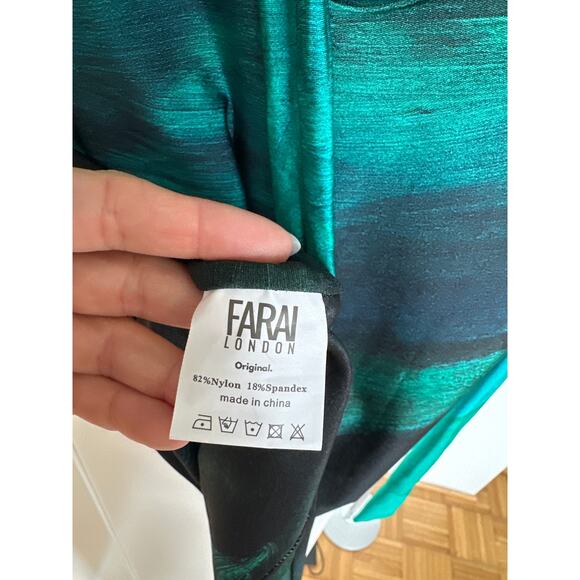 FARAI
LONDON
Original.
82%Nylon 18%Spandex
made in china